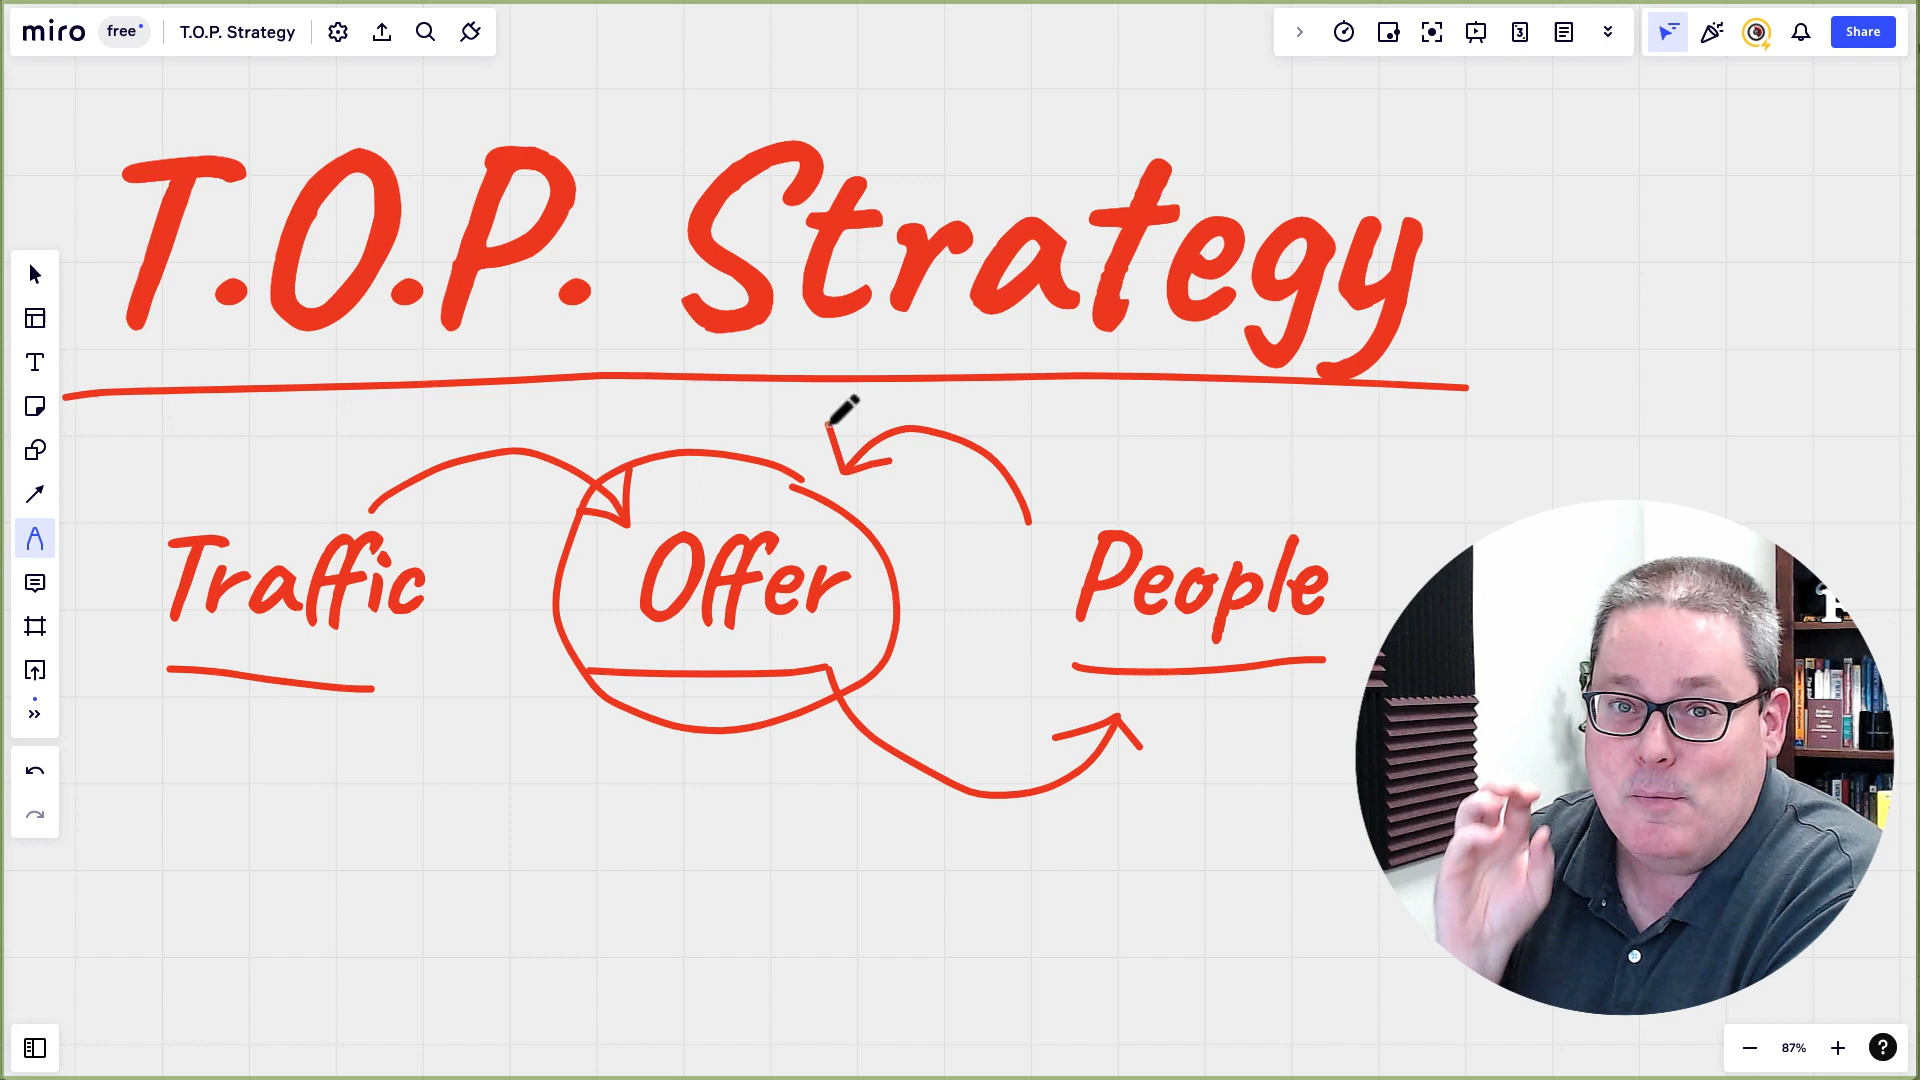 miro free T.O.P. Strategy Share
T.O.P. Strategy
Traffic Offer People
87%